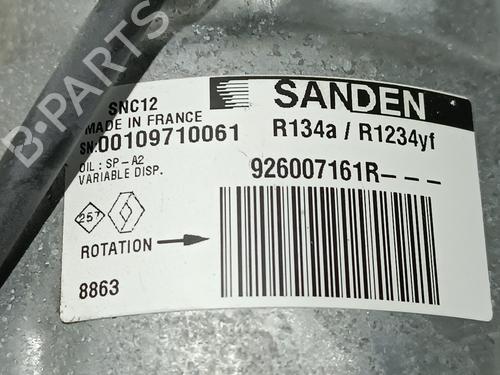 SNC12
MADE IN FRANCE
SN:00109710061
OIL : SP-A2
VARIABLE DISP.
257
ROTATION
8863
SANDEN
R134a / R1234yf
926007161R---
B-PARTS